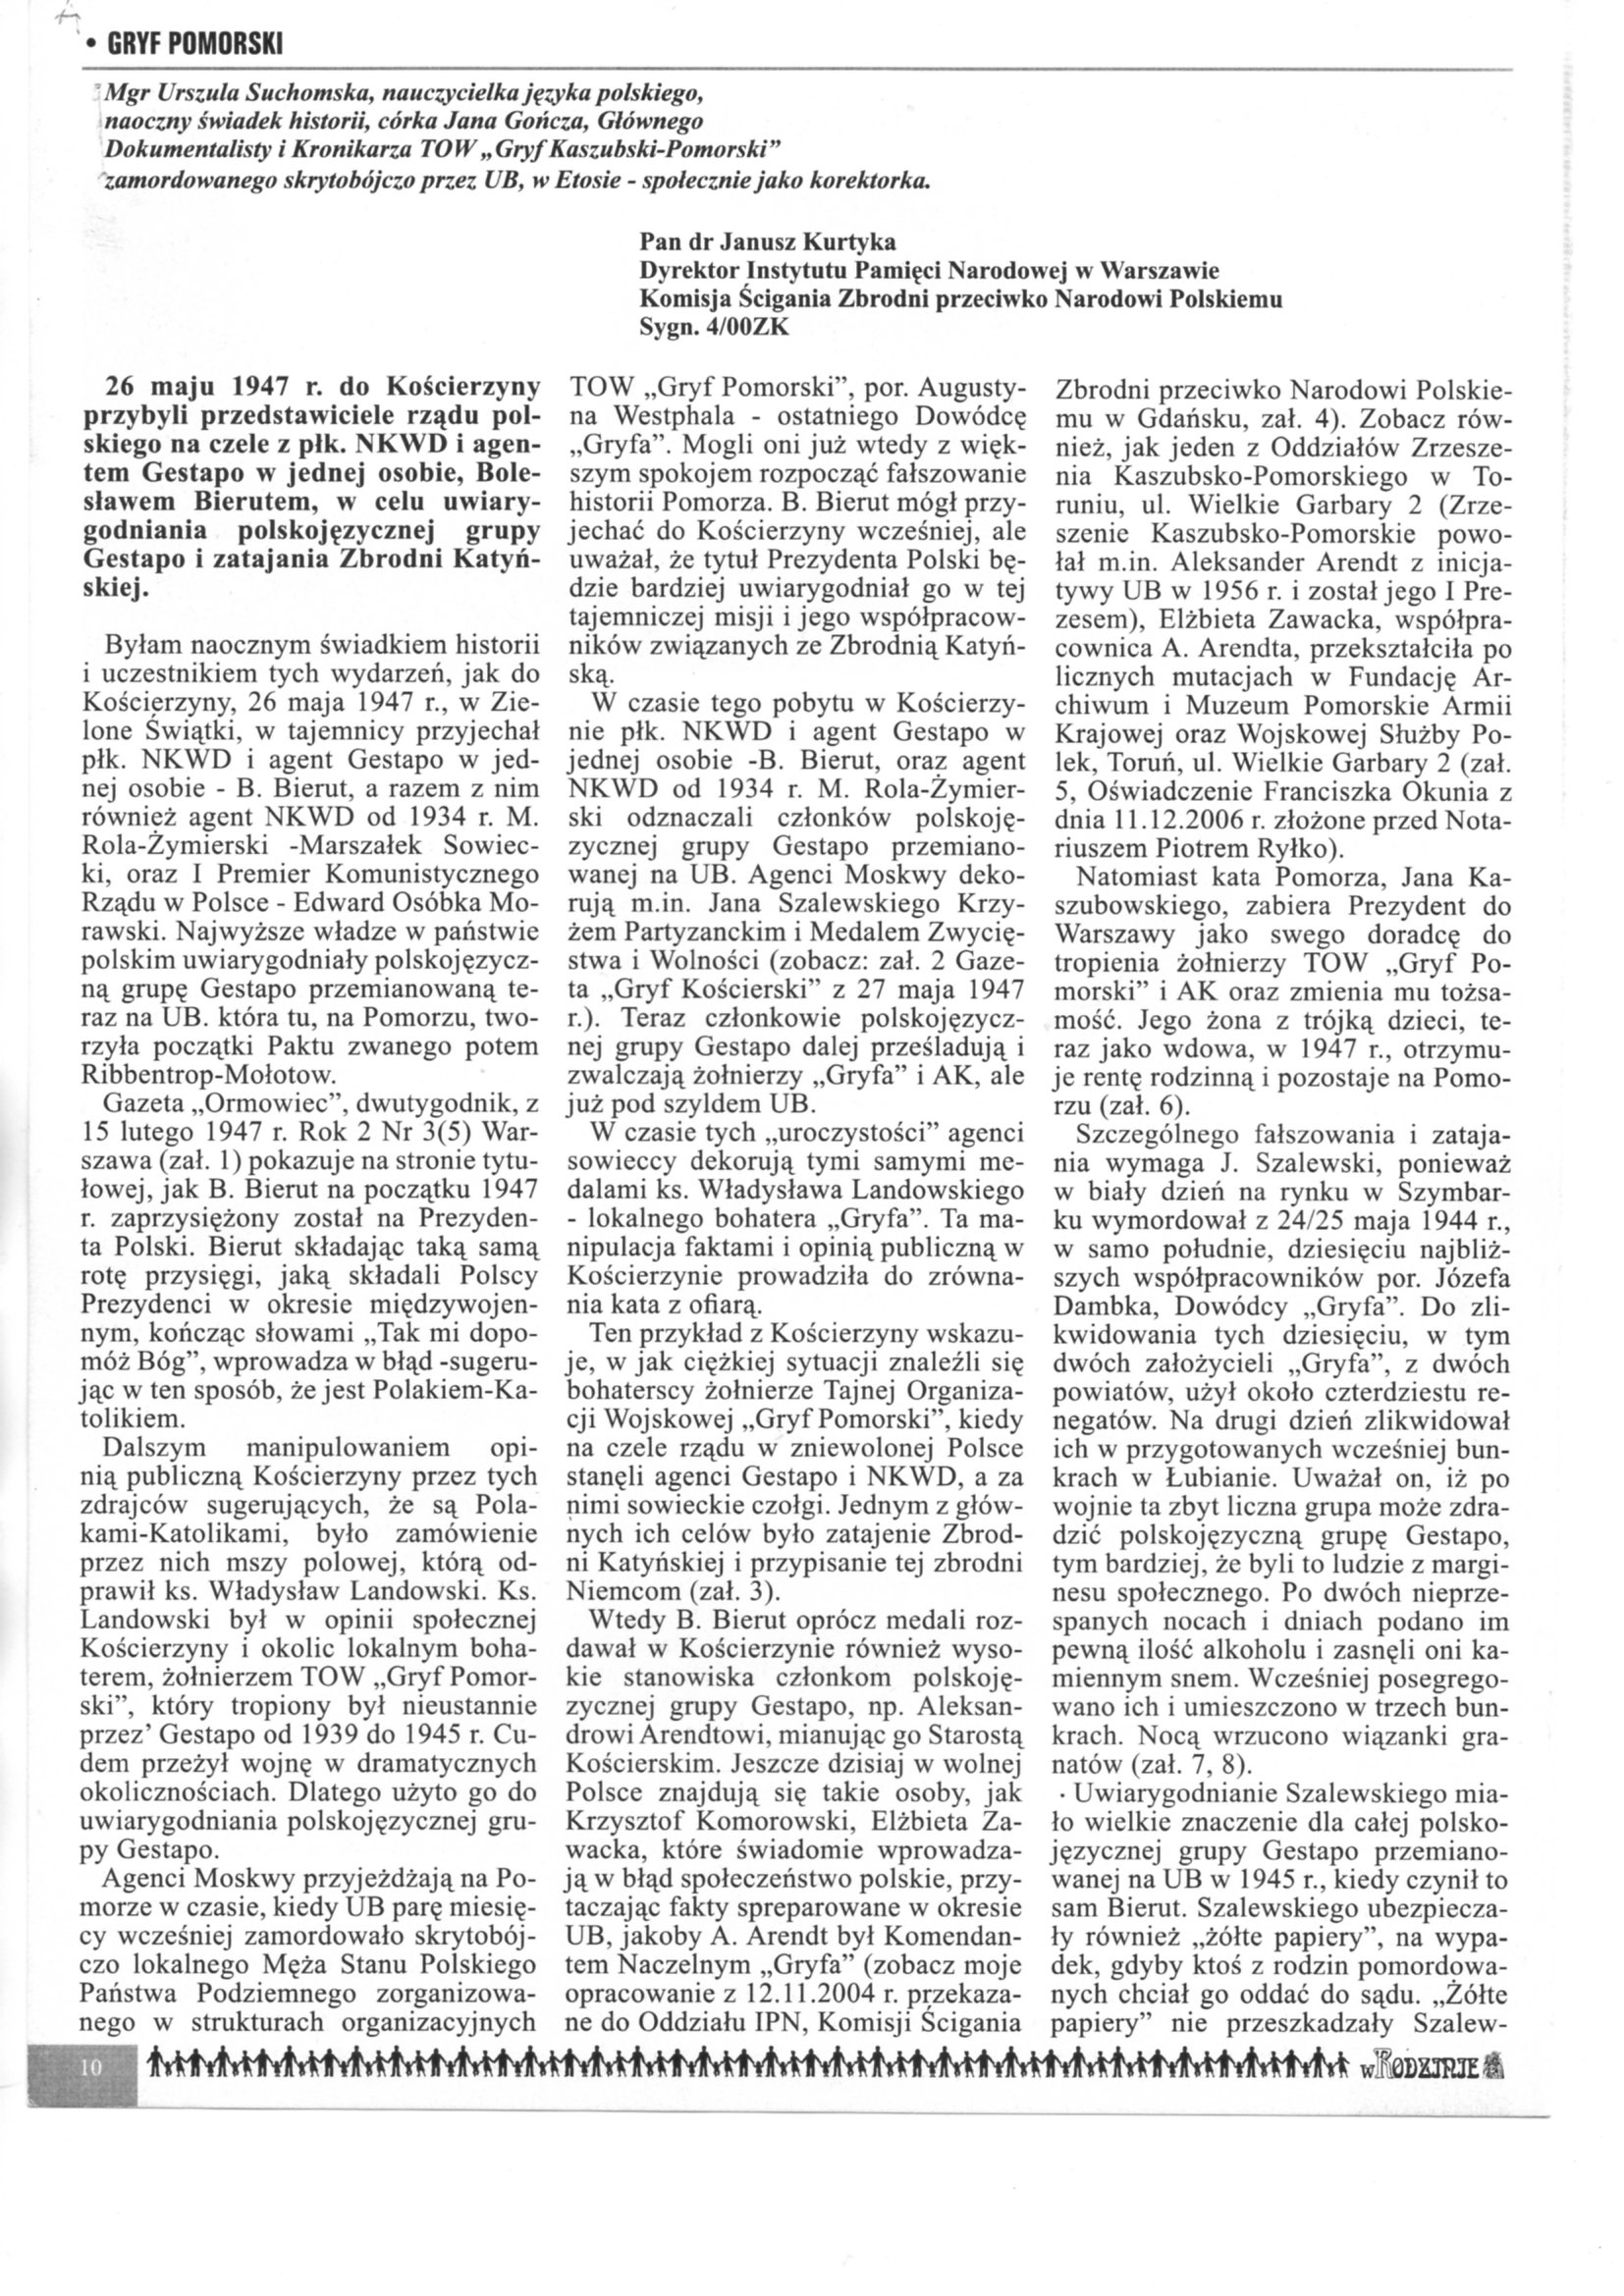 • GRYF POMORSKI
Mgr Urszula Suchomska, nauczycielka języka polskiego,
naoczny świadek historii, córka Jana Gończa, Głównego
Dokumentalisty i Kronikarza TOW „Gryf Kaszubski-Pomorski”
zamordowanego skrytobójczo przez UB, w Etosie - społecznie jako korektorka.
Pan dr Janusz Kurtyka
Dyrektor Instytutu Pamięci Narodowej w Warszawie
Komisja Ścigania Zbrodni przeciwko Narodowi Polskiemu
Sygn. 4/00ZK
26 maju 1947 r. do Kościerzyny
przybyli przedstawiciele rządu pol-
skiego na czele z płk. NKWD i agen-
tem Gestapo w jednej osobie, Bole-
sławem Bierutem, w celu uwiary-
godniania polskojęzycznej grupy
Gestapo i zatajania Zbrodni Katyń-
skiej.
Byłam naocznym świadkiem historii
i uczestnikiem tych wydarzeń, jak do
Kościerzyny, 26 maja 1947 r., w Zie-
lone Świątki, w tajemnicy przyjechał
płk. NKWD i agent Gestapo w jed-
nej osobie - B. Bierut, a razem z nim
również agent NKWD od 1934 r. M.
Rola-Żymierski -Marszałek Sowiec-
ki, oraz I Premier Komunistycznego
Rządu w Polsce - Edward Osóbka Mo-
rawski. Najwyższe władze w państwie
polskim uwiarygodniały polskojęzycz-
ną grupę Gestapo przemianowaną te-
raz na UB. która tu, na Pomorzu, two-
rzyła początki Paktu zwanego potem
Ribbentrop-Mołotow.
Gazeta „Ormowiec”, dwutygodnik, z
15 lutego 1947 r. Rok 2 Nr 3(5) War-
szawa (zał. 1) pokazuje na stronie tytu-
łowej, jak B. Bierut na początku 1947
r. zaprzysiężony został na Prezyden-
ta Polski. Bierut składając taką samą
rotę przysięgi, jaką składali Polscy
Prezydenci w okresie międzywojen-
nym, kończąc słowami „Tak mi dopo-
móż Bóg”, wprowadza w błąd -sugeru-
jąc w ten sposób, że jest Polakiem-Ka-
tolikiem.
Dalszym manipulowaniem opi-
nią publiczną Kościerzyny przez tych
zdrajców sugerujących, że są Pola-
kami-Katolikami, było zamówienie
przez nich mszy polowej, którą od-
prawił ks. Władysław Landowski. Ks.
Landowski był w opinii społecznej
Kościerzyny i okolic lokalnym boha-
terem, żołnierzem TOW „Gryf Pomor-
ski”, który tropiony był nieustannie
przez’ Gestapo od 1939 do 1945 r. Cu-
dem przeżył wojnę w dramatycznych
okolicznościach. Dlatego użyto go do
uwiarygodniania polskojęzycznej gru-
py Gestapo.
Agenci Moskwy przyjeżdżają na Po-
morze w czasie, kiedy UB parę miesię-
cy wcześniej zamordowało skrytobój-
czo lokalnego Męża Stanu Polskiego
Państwa Podziemnego zorganizowa-
nego w strukturach organizacyjnych
TOW „Gryf Pomorski”, por. Augusty-
na Westphala - ostatniego Dowódcę
„Gryfa”. Mogli oni już wtedy z więk-
szym spokojem rozpocząć fałszowanie
historii Pomorza. B. Bierut mógł przy-
jechać do Kościerzyny wcześniej, ale
uważał, że tytuł Prezydenta Polski bę-
dzie bardziej uwiarygodniał go w tej
tajemniczej misji i jego współpracow-
ników związanych ze Zbrodnią Katyń-
ską.
W czasie tego pobytu w Kościerzy-
nie płk. NKWD i agent Gestapo w
jednej osobie -B. Bierut, oraz agent
NKWD od 1934 r. M. Rola-Żymier-
ski odznaczali członków polskoję-
zycznej grupy Gestapo przemiano-
wanej na UB. Agenci Moskwy deko-
rują m.in. Jana Szalewskiego Krzy-
żem Partyzanckim i Medalem Zwycię-
stwa i Wolności (zobacz: zał. 2 Gaze-
ta „Gryf Kościerski” z 27 maja 1947
r.). Teraz członkowie polskojęzycz-
nej grupy Gestapo dalej prześladują i
zwalczają żołnierzy „Gryfa” i AK, ale
już pod szyldem UB.
W czasie tych „uroczystości” agenci
sowieccy dekorują tymi samymi me-
dalami ks. Władysława Landowskiego
- lokalnego bohatera „Gryfa”. Ta ma-
nipulacja faktami i opinią publiczną w
Kościerzynie prowadziła do zrówna-
nia kata z ofiarą.
Ten przykład z Kościerzyny wskazu-
je, w jak ciężkiej sytuacji znaleźli się
bohaterscy żołnierze Tajnej Organiza-
cji Wojskowej „Gryf Pomorski”, kiedy
na czele rządu w zniewolonej Polsce
stanęli agenci Gestapo i NKWD, a za
nimi sowieckie czołgi. Jednym z głów-
nych ich celów było zatajenie Zbrod-
ni Katyńskiej i przypisanie tej zbrodni
Niemcom (zał. 3).
Wtedy B. Bierut oprócz medali roz-
dawał w Kościerzynie również wyso-
kie stanowiska członkom polskoję-
zycznej grupy Gestapo, np. Aleksan-
drowi Arendtowi, mianując go Starostą
Kościerskim. Jeszcze dzisiaj w wolnej
Polsce znajdują się takie osoby, jak
Krzysztof Komorowski, Elżbieta Za-
wacka, które świadomie wprowadza-
ją w błąd społeczeństwo polskie, przy-
taczając fakty spreparowane w okresie
UB, jakoby A. Arendt był Komendan-
tem Naczelnym „Gryfa” (zobacz moje
opracowanie z 12.11.2004 r. przekaza-
ne do Oddziału IPN, Komisji Ścigania
Zbrodni przeciwko Narodowi Polskie-
mu w Gdańsku, zał. 4). Zobacz rów-
nież, jak jeden z Oddziałów Zrzesze-
nia Kaszubsko-Pomorskiego w To-
runiu, ul. Wielkie Garbary 2 (Zrze-
szenie Kaszubsko-Pomorskie powo-
łał m.in. Aleksander Arendt z inicja-
tywy UB w 1956 r. i został jego I Pre-
zesem), Elżbieta Zawacka, współpra-
cownica A. Arendta, przekształciła po
licznych mutacjach w Fundację Ar-
chiwum i Muzeum Pomorskie Armii
Krajowej oraz Wojskowej Służby Po-
lek, Toruń, ul. Wielkie Garbary 2 (zał.
5, Oświadczenie Franciszka Okunia z
dnia 11.12.2006 r. złożone przed Nota-
riuszem Piotrem Ryłko).
Natomiast kata Pomorza, Jana Ka-
szubowskiego, zabiera Prezydent do
Warszawy jako swego doradcę do
tropienia żołnierzy TOW „Gryf Po-
morski” i AK oraz zmienia mu tożsa-
mość. Jego żona z trójką dzieci, te-
raz jako wdowa, w 1947 r., otrzymu-
je rentę rodzinną i pozostaje na Pomo-
rzu (zał. 6).
Szczególnego fałszowania i zataja-
nia wymaga J. Szalewski, ponieważ
w biały dzień na rynku w Szymbar-
ku wymordował z 24/25 maja 1944 r.,
w samo południe, dziesięciu najbliż-
szych współpracowników por. Józefa
Dambka, Dowódcy „Gryfa”. Do zli-
kwidowania tych dziesięciu, w tym
dwóch założycieli „Gryfa”, z dwóch
powiatów, użył około czterdziestu re-
negatów. Na drugi dzień zlikwidował
ich w przygotowanych wcześniej bun-
krach w Łubianie. Uważał on, iż po
wojnie ta zbyt liczna grupa może zdra-
dzić polskojęzyczną grupę Gestapo,
tym bardziej, że byli to ludzie z margi-
nesu społecznego. Po dwóch nieprze-
spanych nocach i dniach podano im
pewną ilość alkoholu i zasnęli oni ka-
miennym snem. Wcześniej posegrego-
wano ich i umieszczono w trzech bun-
krach. Nocą wrzucono wiązanki gra-
natów (zał. 7, 8).
· Uwiarygodnianie Szalewskiego mia-
ło wielkie znaczenie dla całej polsko-
języcznej grupy Gestapo przemiano-
wanej na UB w 1945 r., kiedy czynił to
sam Bierut. Szalewskiego ubezpiecza-
ły również „żółte papiery”, na wypa-
dek, gdyby ktoś z rodzin pomordowa-
nych chciał go oddać do sądu. „Żółte
papiery” nie przeszkadzały Szalew-
10
wRODZINIE